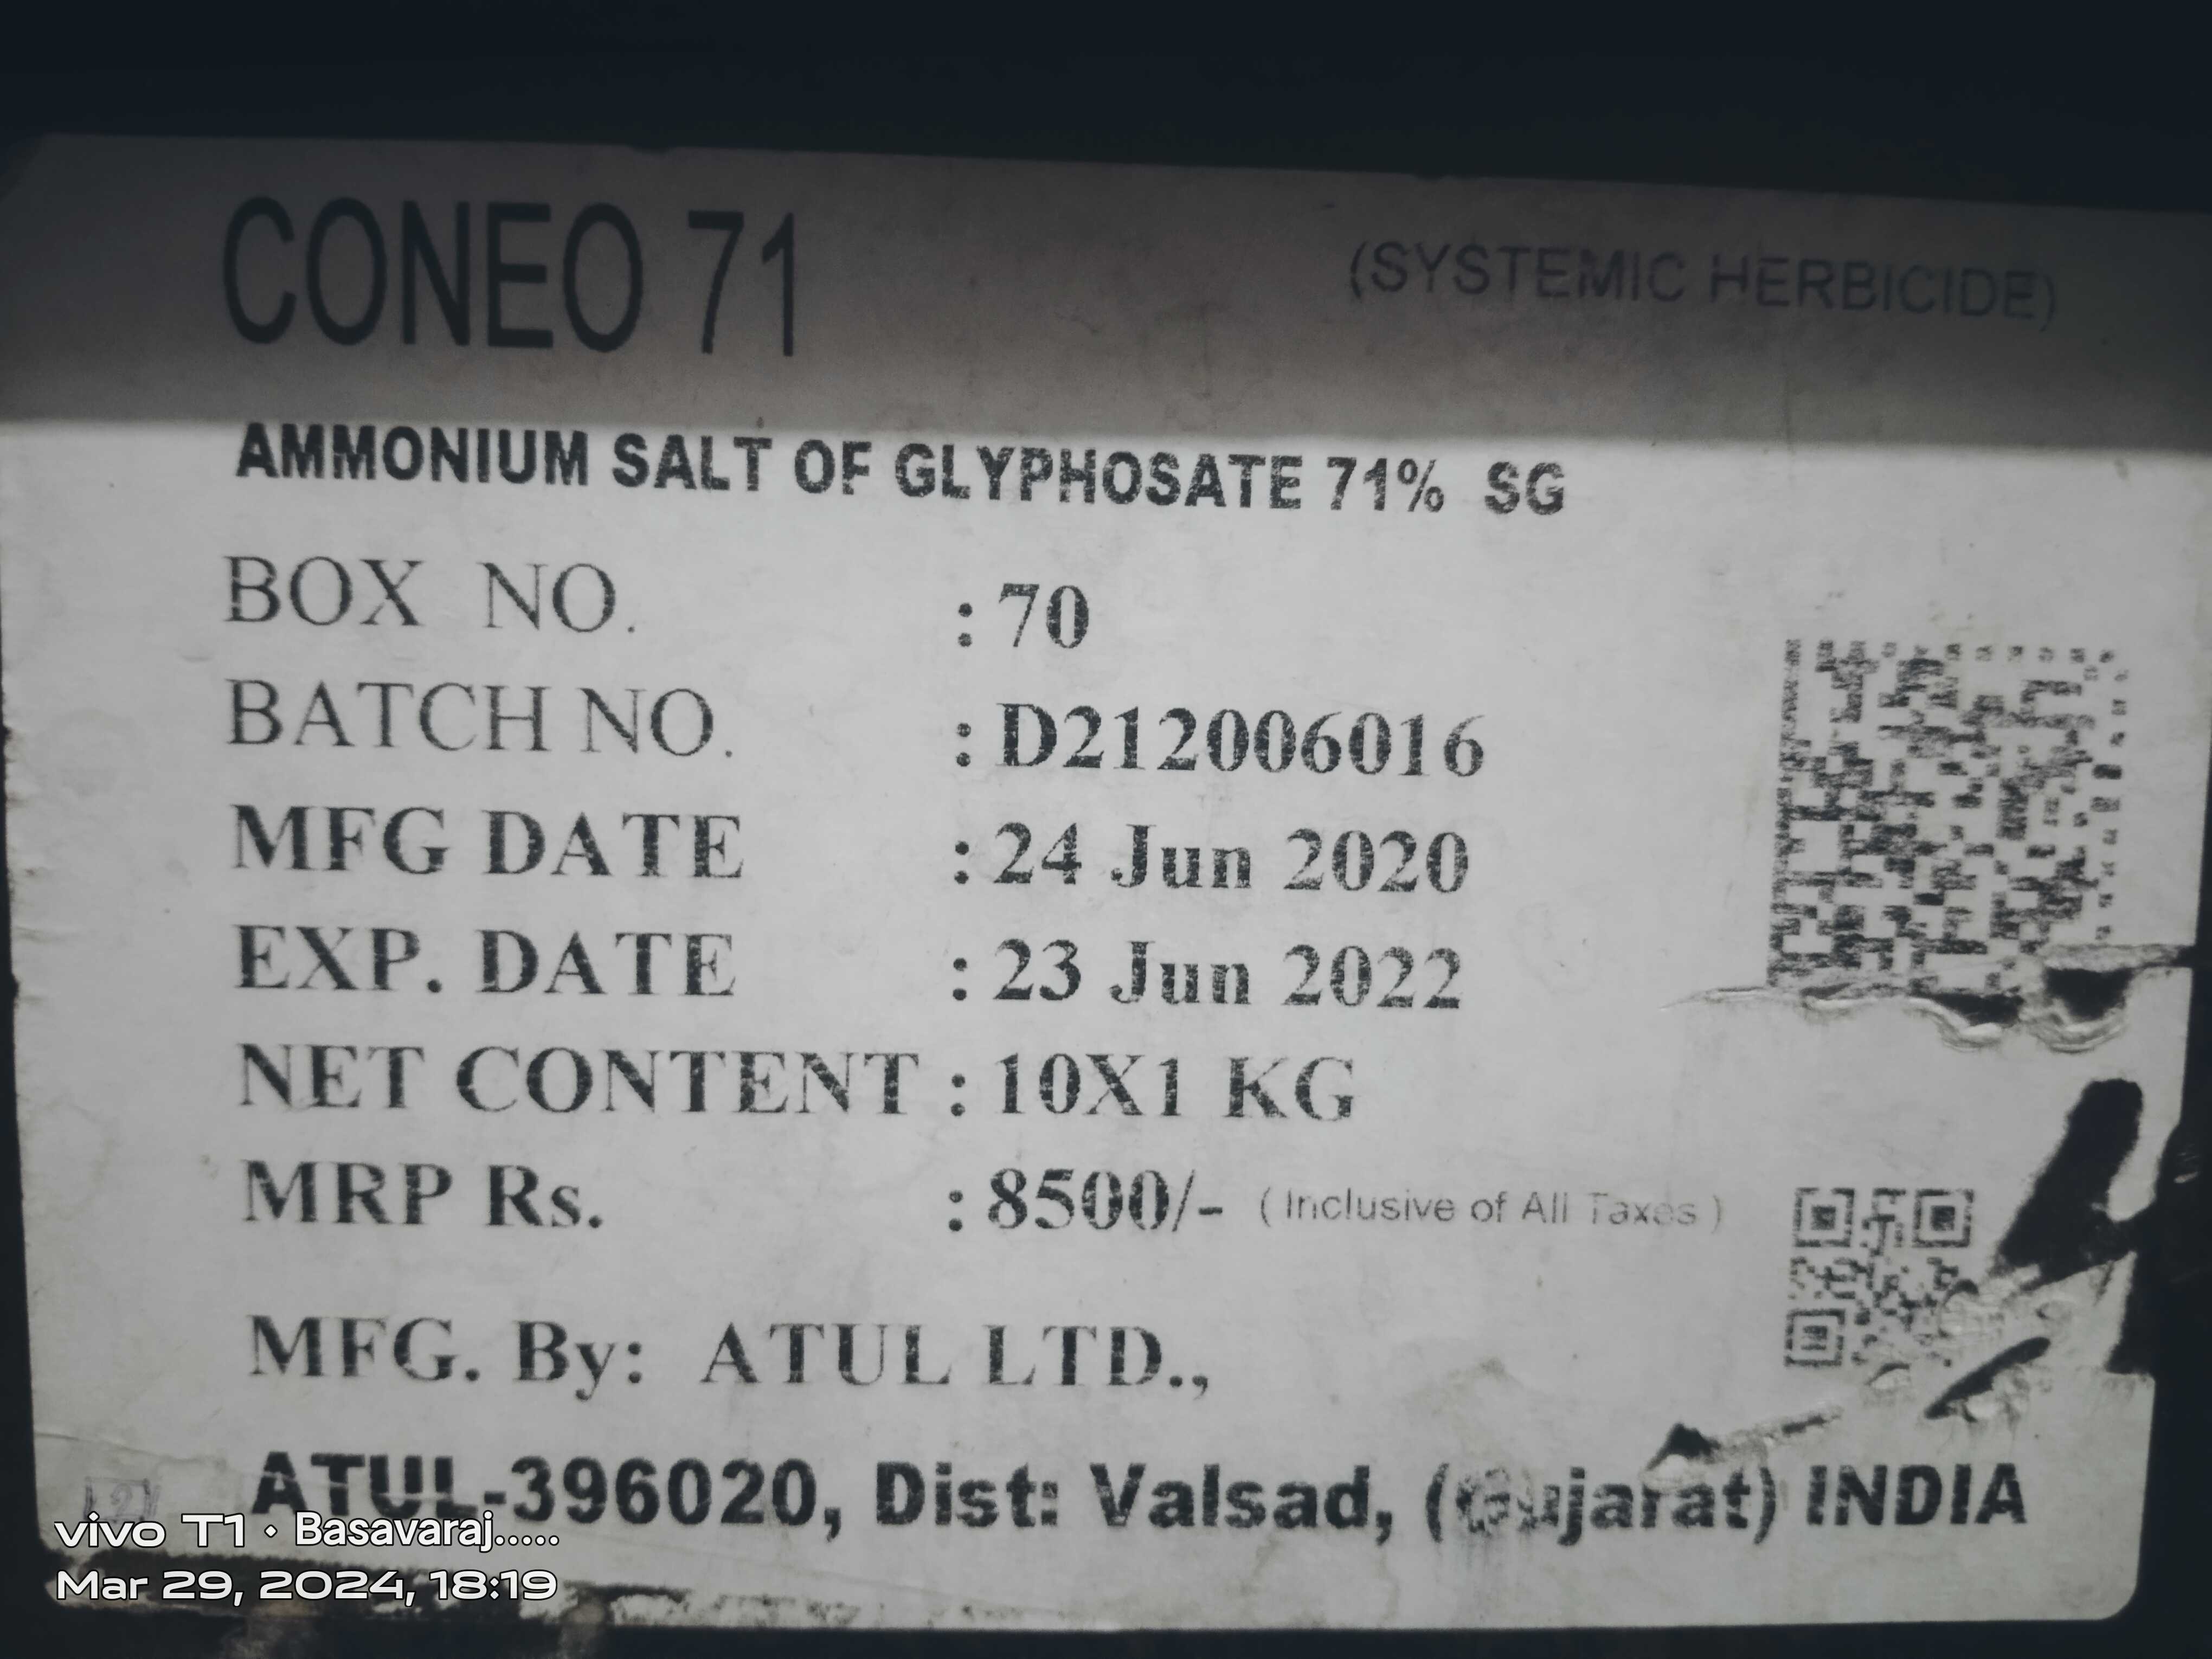 CONEO 71 (SYSTEMIC HERBICIDE)
AMMONIUM SALT OF GLYPHOSATE 71% SG
BOX NO. : 70
BATCH NO. : D212006016
MFG DATE : 24 Jun 2020
EXP. DATE : 23 Jun 2022
NET CONTENT : 10X1 KG
MRP Rs. : 8500/- ( Inclusive of All Taxes )
MFG. By: ATUL LTD.,
ATUL-396020, Dist: Valsad, (Gujarat) INDIA
vivo T1 · Basavaraj.....
Mar 29, 2024, 18:19